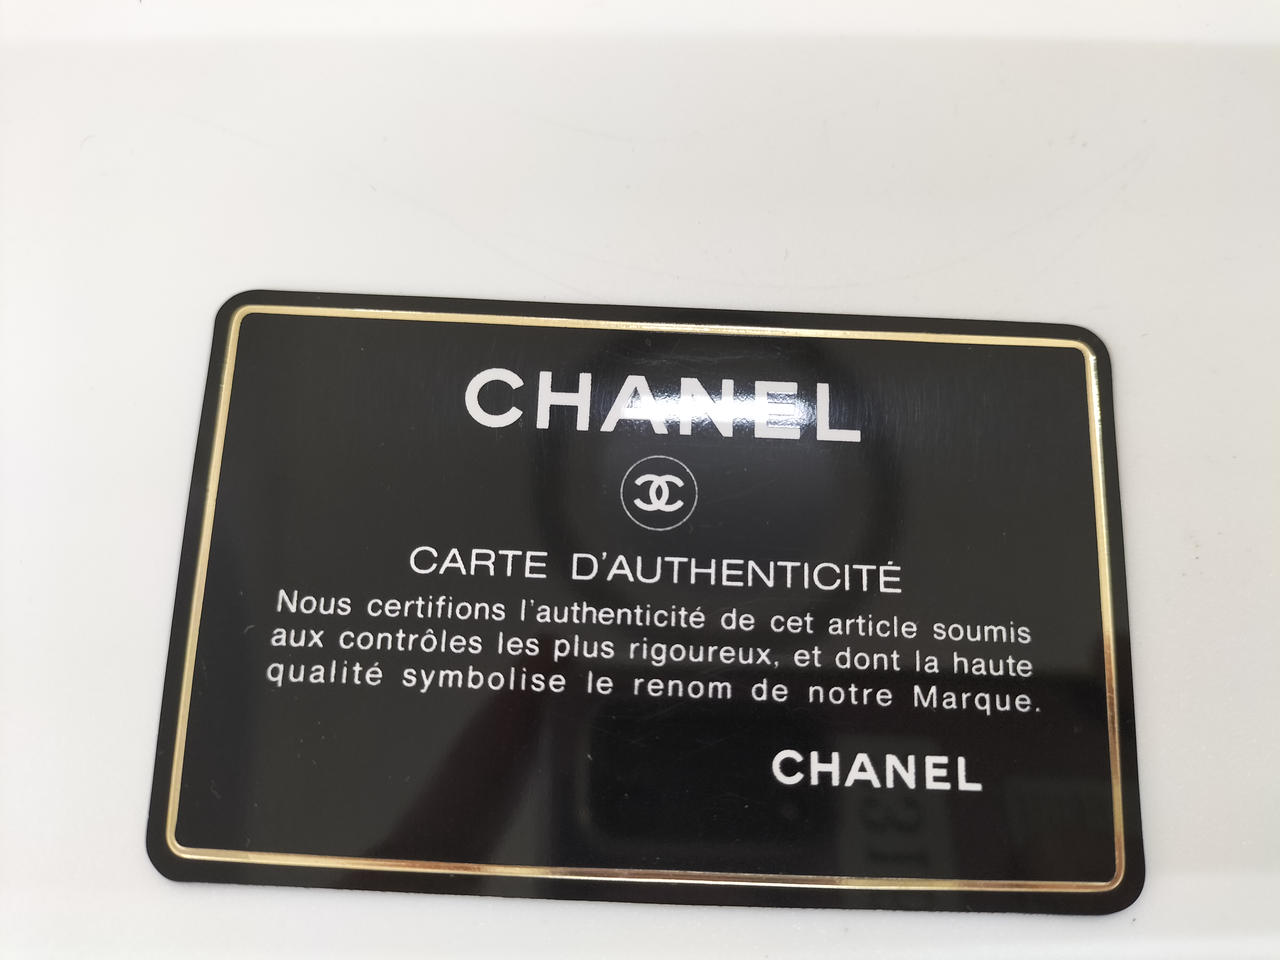 CHANEL
CARTE D'AUTHENTICITÉ
Nous certifions l'authenticité de cet article soumis
aux contrôles les plus rigoureux, et dont la haute
qualité symbolise le renom de notre Marque.
CHANEL